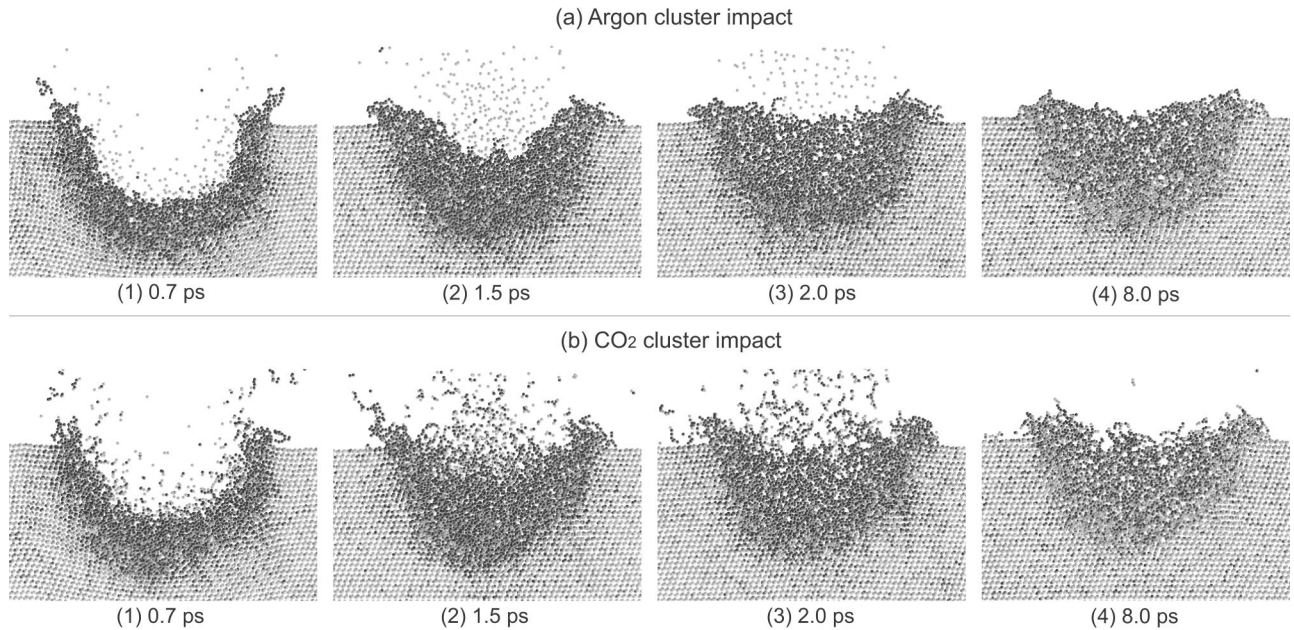 (a) Argon cluster impact
(1) 0.7 ps
(2) 1.5 ps
(3) 2.0 ps
(4) 8.0 ps
(b) CO2 cluster impact
(1) 0.7 ps
(2) 1.5 ps
(3) 2.0 ps
(4) 8.0 ps